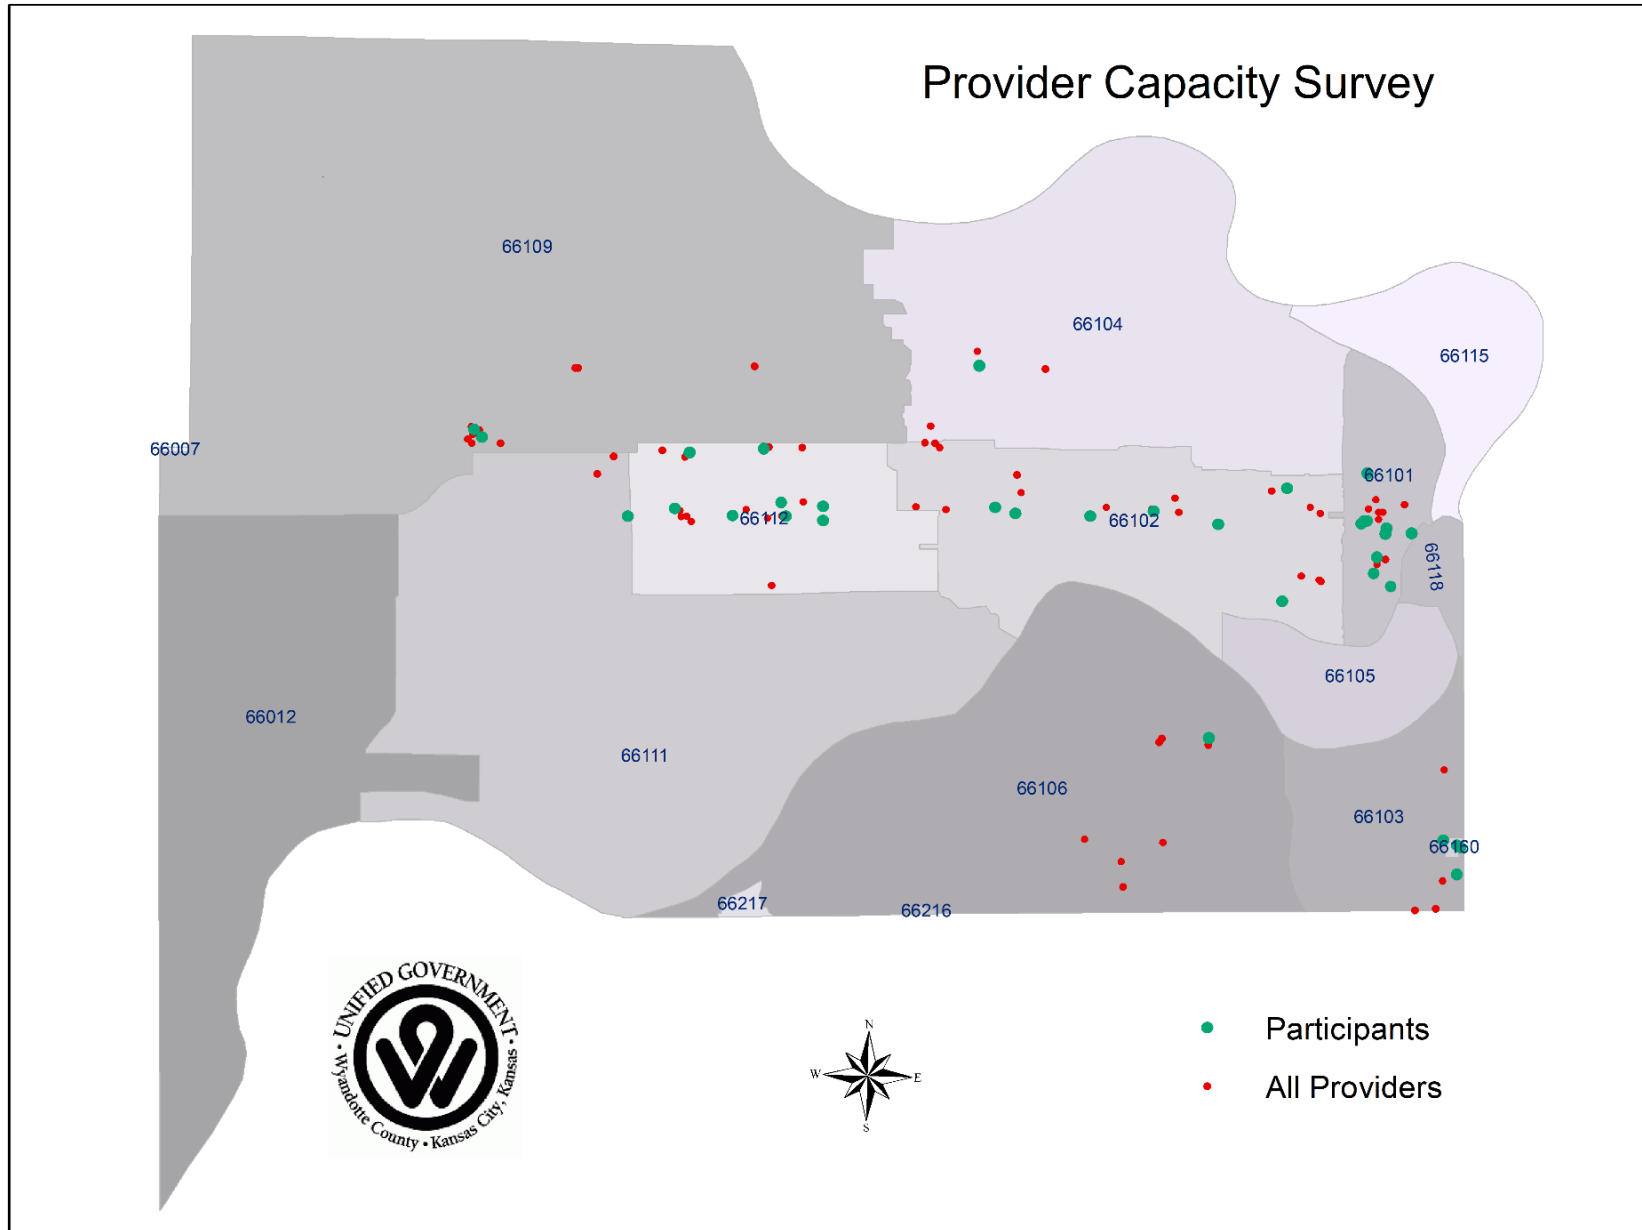 Provider Capacity Survey
66109
66104
66115
66007
66101
66112
66102
66118
66105
66012
66111
66106
66103
66160
66217
66216
UNIFIED GOVERNMENT
• Wyandotte County • Kansas City, Kansas •
N
W
E
S
Participants
All Providers